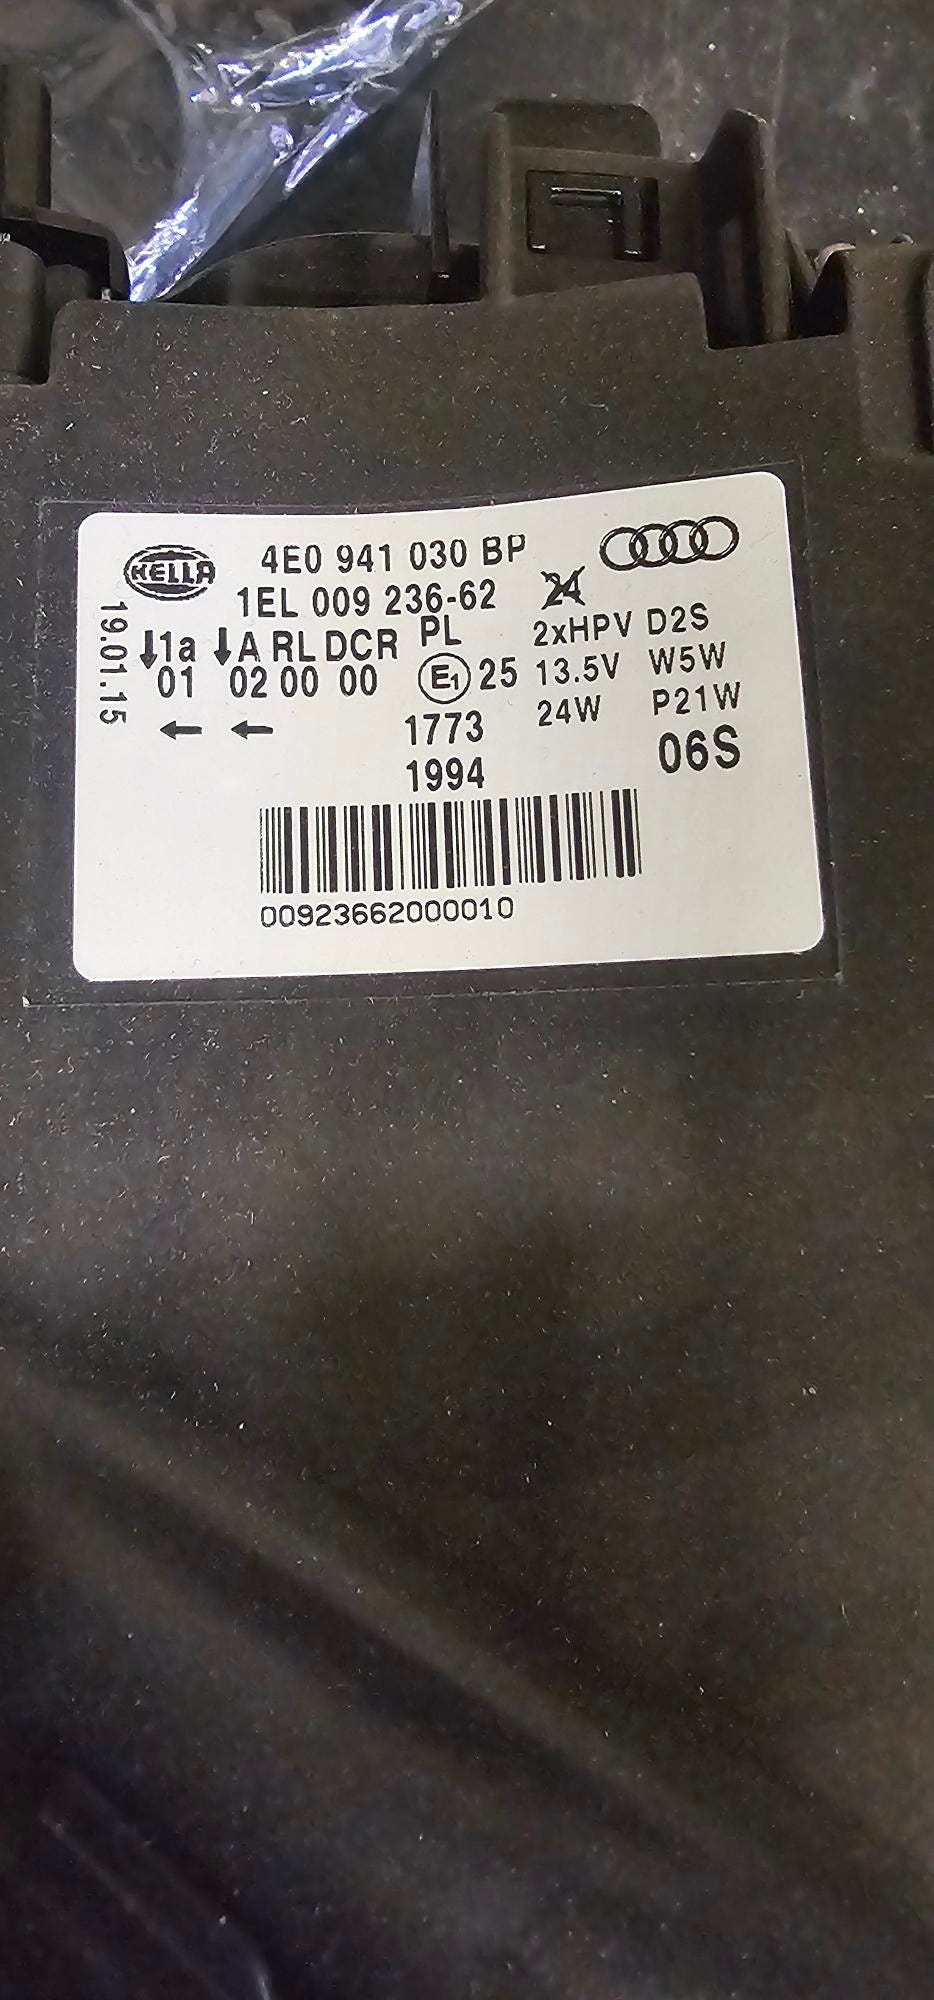 HELLA
4E0 941 030 BP
1EL 009 236-62
24
19.01.15
↓1a ↓A RL DCR PL
01 02 00 00 E1 25
← ← 1773
1994
2xHPV D2S
13.5V W5W
24W P21W
06S
00923662000010